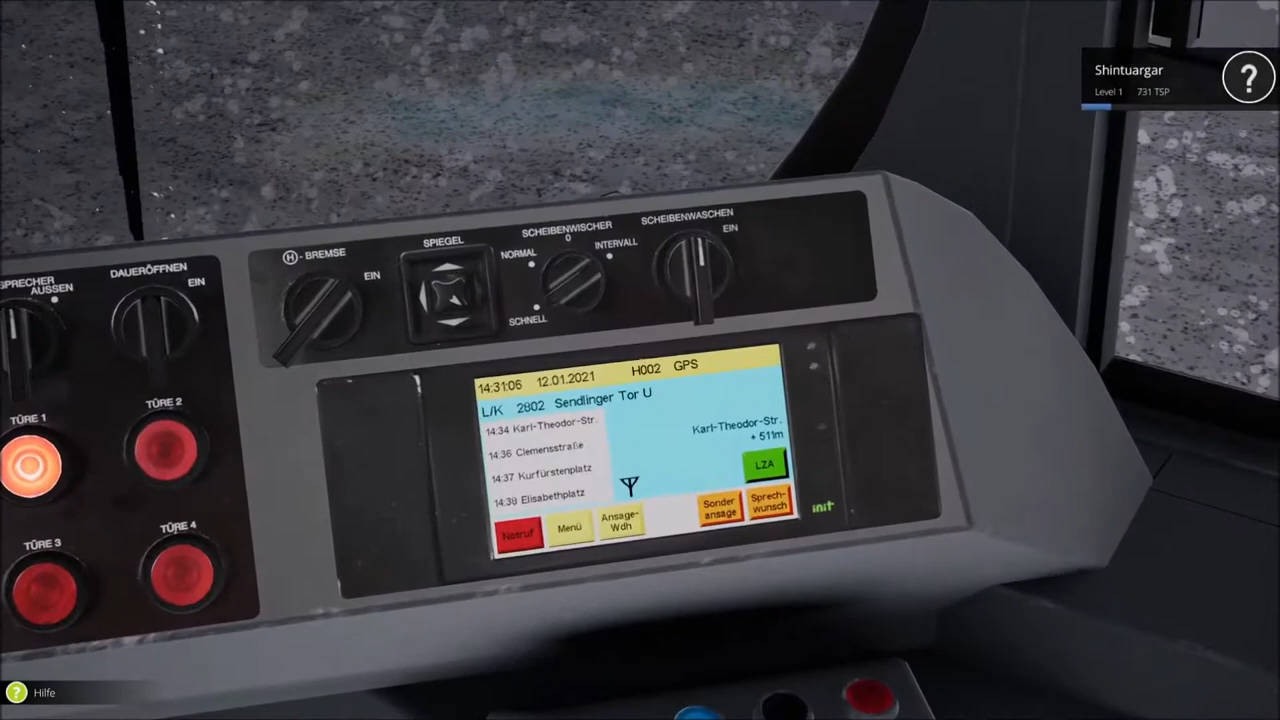 Shintuargar
Level 1 731 TSP
?
SPRECHER
AUSSEN
DAUERÖFFNEN
EIN
H - BREMSE
EIN
SPIEGEL
SCHEIBENWISCHER
NORMAL
0
INTERVALL
SCHNELL
SCHEIBENWASCHEN
EIN
TÜRE 1
TÜRE 2
TÜRE 3
TÜRE 4
14:31:06 12.01.2021 H002 GPS
L/K 2802 Sendlinger Tor U
14:34 Karl-Theodor-Str.
14:36 Clemensstraße
14:37 Kurfürstenplatz
14:38 Elisabethplatz
Karl-Theodor-Str.
+ 511m
LZA
Notruf
Menü
Ansage-
Wdh
Sonder
ansage
Sprech-
wunsch
init
? Hilfe